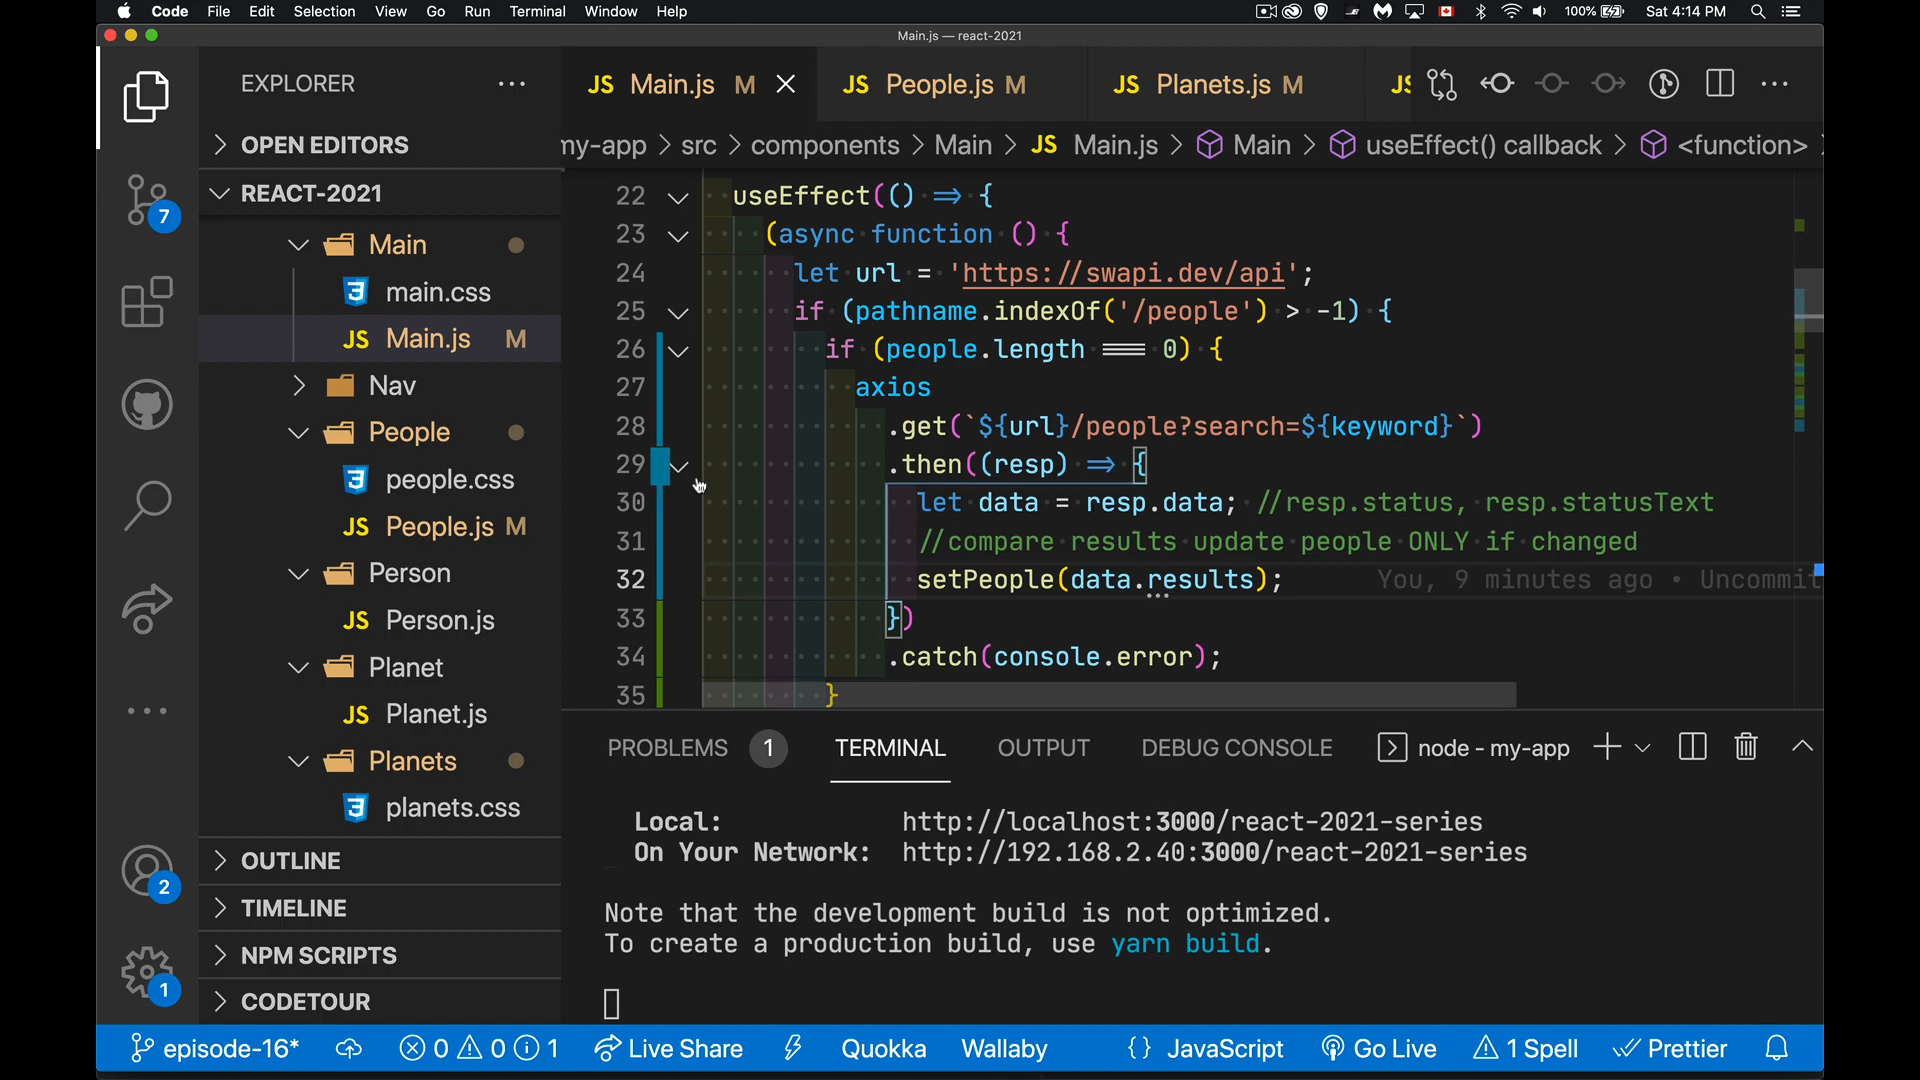 Code File Edit Selection View Go Run Terminal Window Help 100% Sat 4:14 PM
Main.js — react-2021
EXPLORER
OPEN EDITORS
REACT-2021
Main
main.css
JS Main.js M
Nav
People
people.css
JS People.js M
Person
JS Person.js
Planet
JS Planet.js
Planets
planets.css
OUTLINE
TIMELINE
NPM SCRIPTS
CODETOUR
7
2
1
JS Main.js M JS People.js M JS Planets.js M JS
my-app > src > components > Main > JS Main.js > Main > useEffect() callback > <function>
22 useEffect(() => {
23 (async function () {
24 let url = 'https://swapi.dev/api';
25 if (pathname.indexOf('/people') > -1) {
26 if (people.length === 0) {
27 axios
28 .get(`${url}/people?search=${keyword}`)
29 .then((resp) => {
30 let data = resp.data; //resp.status, resp.statusText
31 //compare results update people ONLY if changed
32 setPeople(data.results); You, 9 minutes ago • Uncommit
33 })
34 .catch(console.error);
35 }
PROBLEMS 1 TERMINAL OUTPUT DEBUG CONSOLE node - my-app
Local: http://localhost:3000/react-2021-series
On Your Network: http://192.168.2.40:3000/react-2021-series
Note that the development build is not optimized.
To create a production build, use yarn build.
episode-16* 0 0 1 Live Share Quokka Wallaby {} JavaScript Go Live 1 Spell Prettier